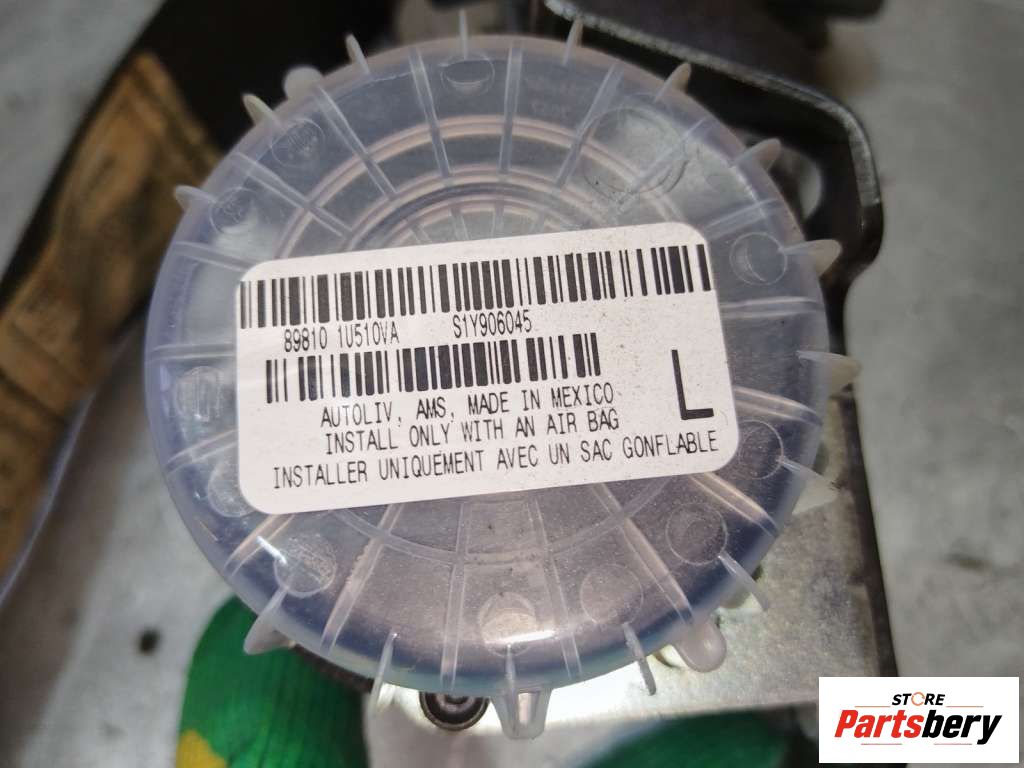 89810 1U510VA S1Y906045
AUTOLIV, AMS, MADE IN MEXICO
L
INSTALL ONLY WITH AN AIR BAG
INSTALLER UNIQUEMENT AVEC UN SAC GONFLABLE
STORE
Partsbery